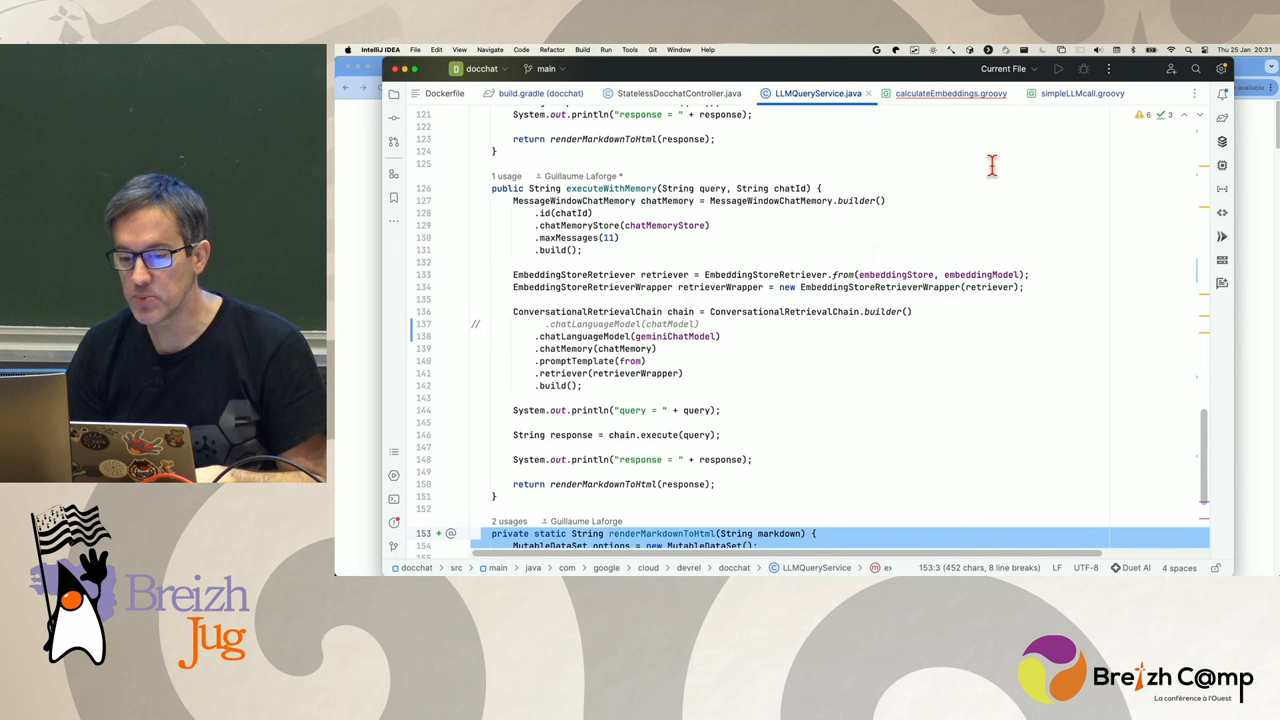 IntelliJ IDEA File Edit View Navigate Code Refactor Build Run Tools Git Window Help
Thu 25 Jan 20:31
docchat main Current File
available
Dockerfile build.gradle (docchat) StatelessDocchatController.java LLMQueryService.java calculateEmbeddings.groovy simpleLLMcall.groovy
6 3
121 System.out.println("response = " + response);
122
123 return renderMarkdownToHtml(response);
124 }
125
1 usage Guillaume Laforge *
126 public String executeWithMemory(String query, String chatId) {
127 MessageWindowChatMemory chatMemory = MessageWindowChatMemory.builder()
128 .id(chatId)
129 .chatMemoryStore(chatMemoryStore)
130 .maxMessages(11)
131 .build();
132
133 EmbeddingStoreRetriever retriever = EmbeddingStoreRetriever.from(embeddingStore, embeddingModel);
134 EmbeddingStoreRetrieverWrapper retrieverWrapper = new EmbeddingStoreRetrieverWrapper(retriever);
135
136 ConversationalRetrievalChain chain = ConversationalRetrievalChain.builder()
137 // .chatLanguageModel(chatModel)
138 .chatLanguageModel(geminiChatModel)
139 .chatMemory(chatMemory)
140 .promptTemplate(from)
141 .retriever(retrieverWrapper)
142 .build();
143
144 System.out.println("query = " + query);
145
146 String response = chain.execute(query);
147
148 System.out.println("response = " + response);
149
150 return renderMarkdownToHtml(response);
151 }
152
2 usages Guillaume Laforge
153 private static String renderMarkdownToHtml(String markdown) {
154 MutableDataSet options = new MutableDataSet();
docchat > src > main > java > com > google > cloud > devrel > docchat > LLMQueryService >
153:3 (452 chars, 8 line breaks) LF UTF-8 Duet AI 4 spaces
Breizh
Jug
Breizh C@mp
La conférence à l'Ouest